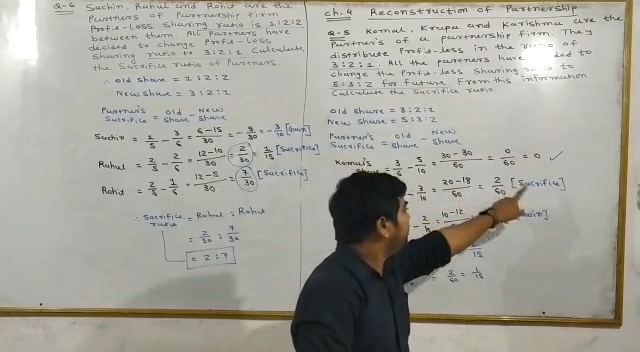 Q-6 Sachin, Rahul and Rohit are the
Partners of Partnership firm
Profit-Loss Sharing ratio is 1:2:2
between them. All Partners have
decided to change Profit-Loss
Sharing ratio to 3:2:1. Calculate
the Sacrifice ratio of Partners.
∴ Old Share = 1:2:2
New Share = 3:2:1
Partner's Sacrifice = Old Share - New Share
Sachin = 1/5 - 3/6 = 6-15/30 = -9/30 = -3/10 [Gain]
Rahul = 2/5 - 2/6 = 12-10/30 = 2/30 = 1/15 [Sacrifice]
Rohit = 2/5 - 1/6 = 12-5/30 = 7/30 [Sacrifice]
∴ Sacrifice ratio = Rahul : Rohit
= 2/30 : 7/30
= 2:7
Ch. 4 Reconstruction of Partnership
Q-5 Komal, Krupa and Karishma are the
Partners of a partnership firm. They
distribute Profit-loss in the ratio of
3:2:1. All the partners have to
change the Profit-loss Sharing ratio to
5:3:2 for future From this information
Calculate the Sacrifice ratio.
Old Share = 3:2:1
New Share = 5:3:2
Partner's Sacrifice = Old Share - New Share
Komal's = 3/6 - 5/10 = 30-30/60 = 0/60 = 0 ✓
- 3/10 = 20-18/60 = 2/60 [Sacrifice]
- 2/10 = 10-12
15
= 2/60 = 1/15